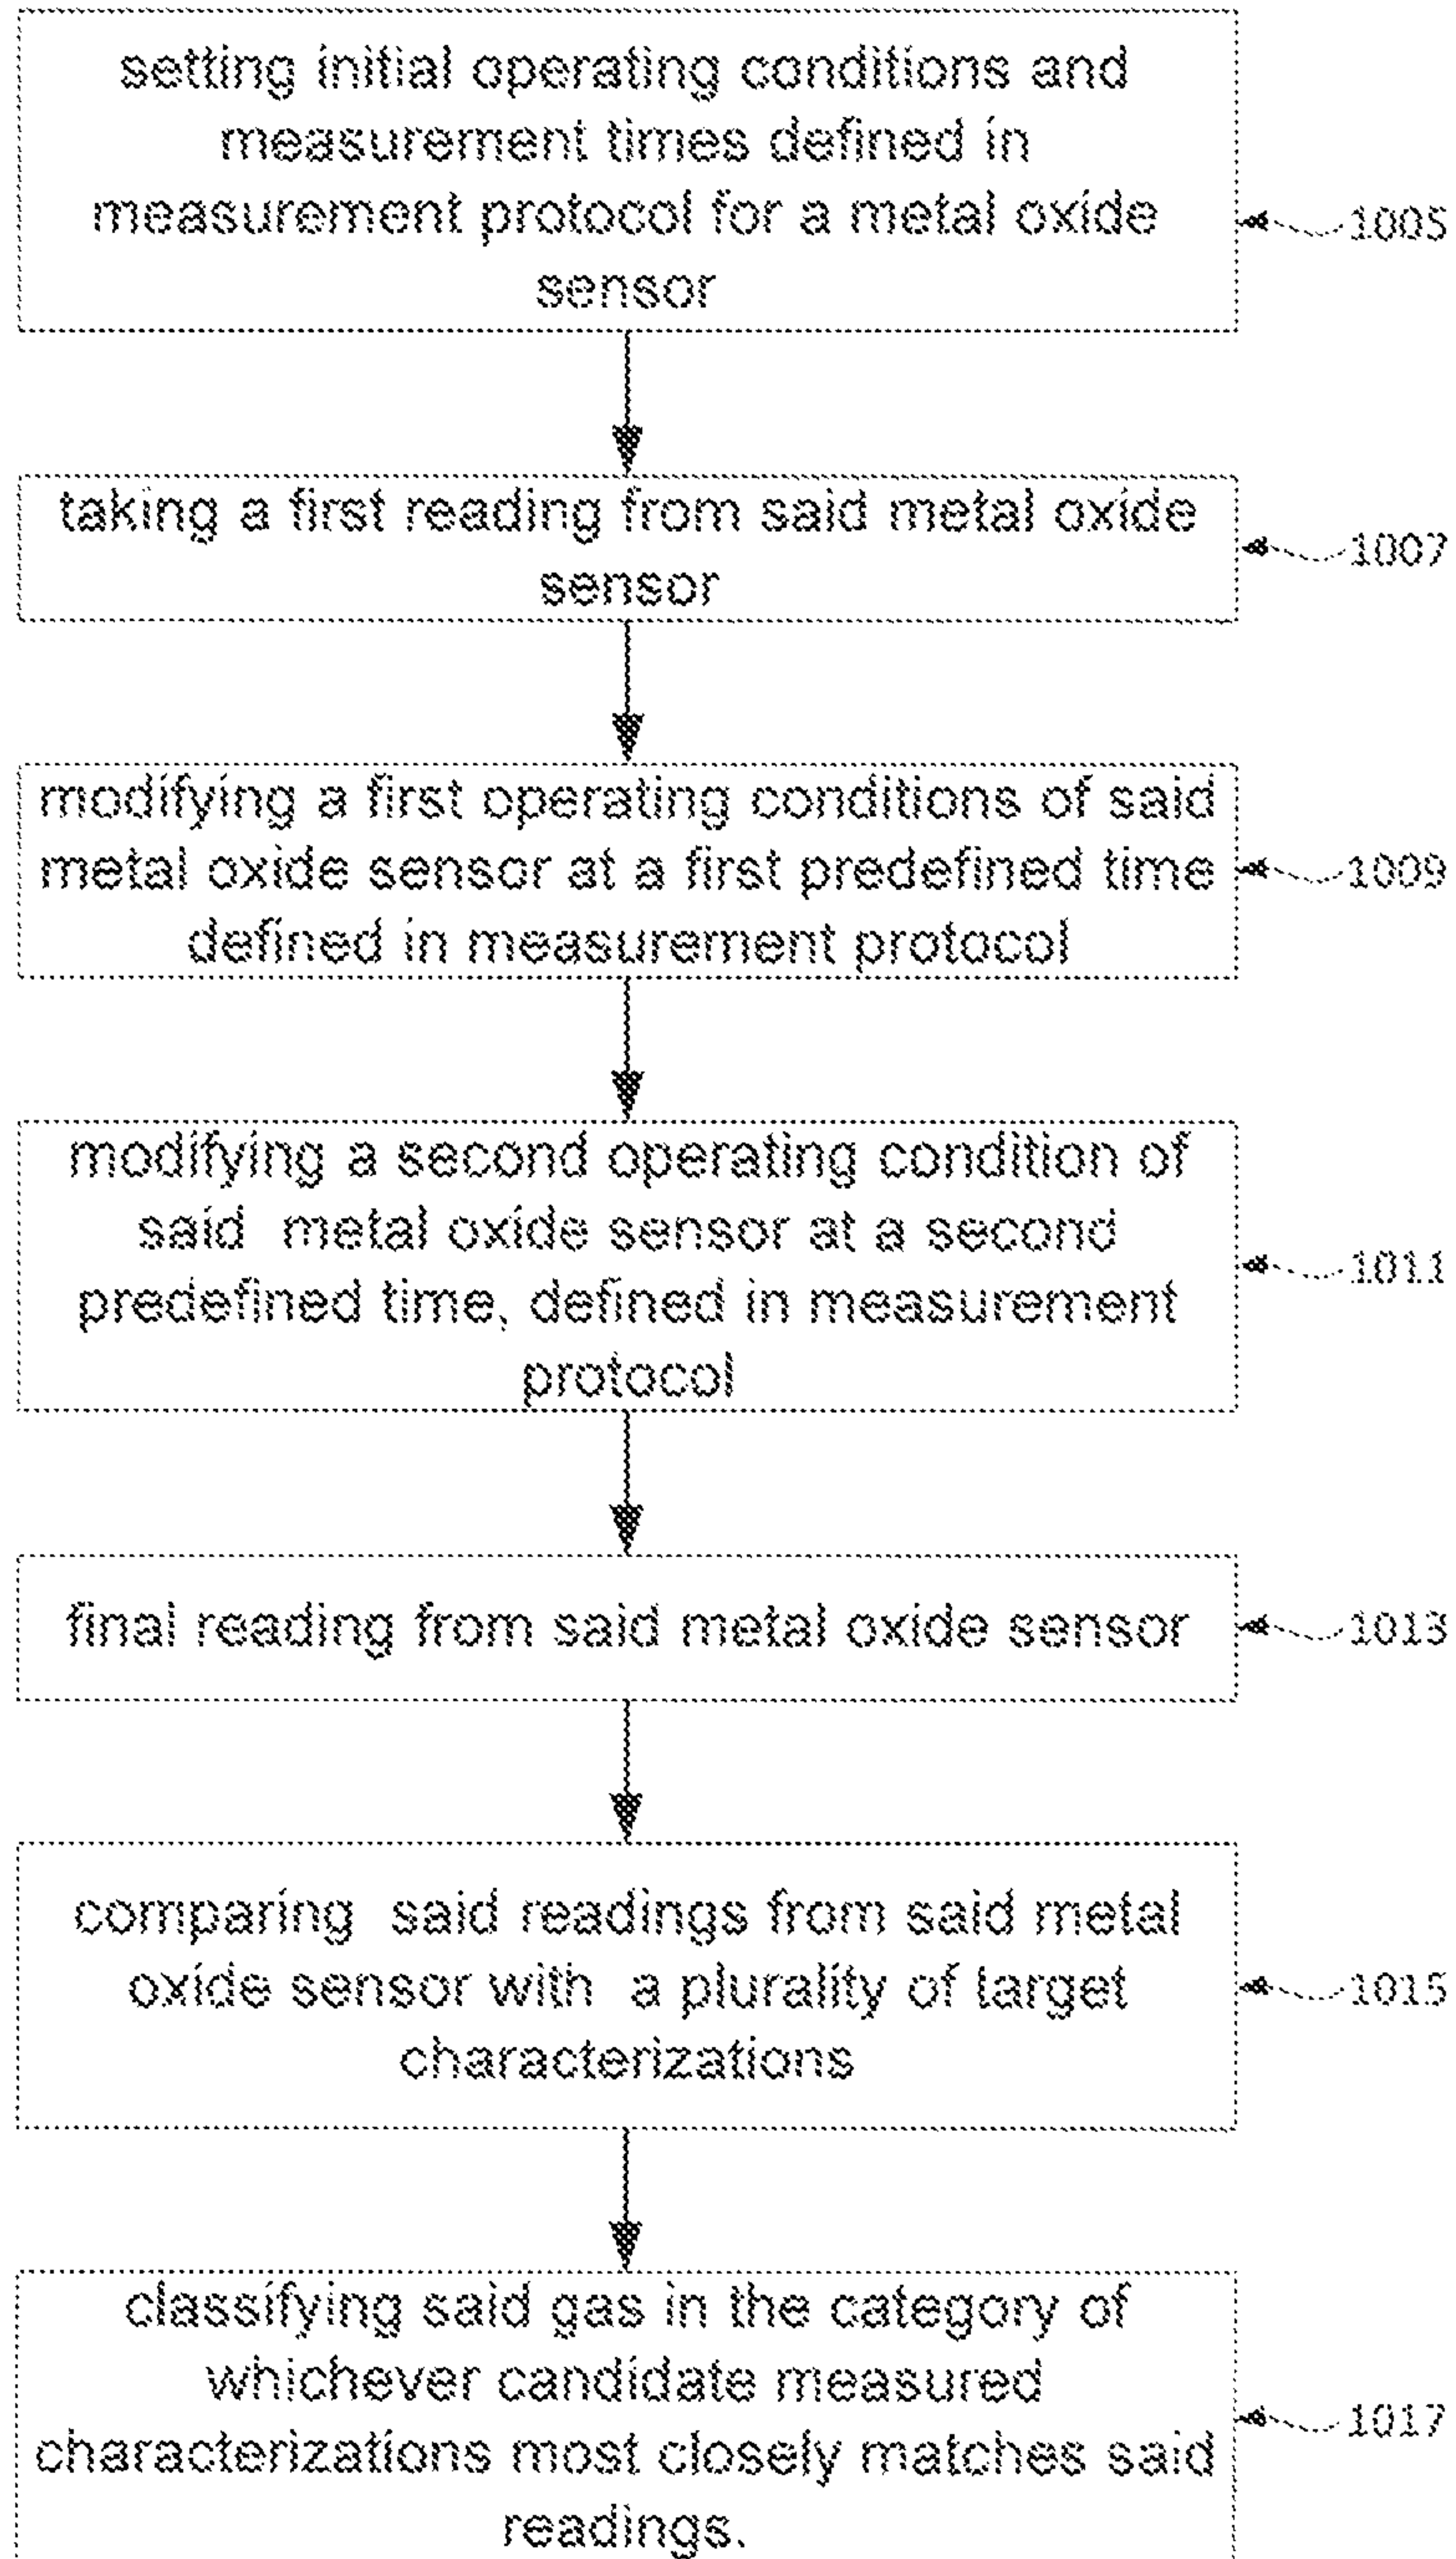 setting initial operating conditions and
measurement times defined in
measurement protocol for a metal oxide
sensor
1005
taking a first reading from said metal oxide
sensor
1007
modifying a first operating conditions of said
metal oxide sensor at a first predefined time
defined in measurement protocol
1009
modifying a second operating condition of
said metal oxide sensor at a second
predefined time, defined in measurement
protocol
1011
final reading from said metal oxide sensor
1013
comparing said readings from said metal
oxide sensor with a plurality of target
characterizations
1015
classifying said gas in the category of
whichever candidate measured
characterizations most closely matches said
readings.
1017